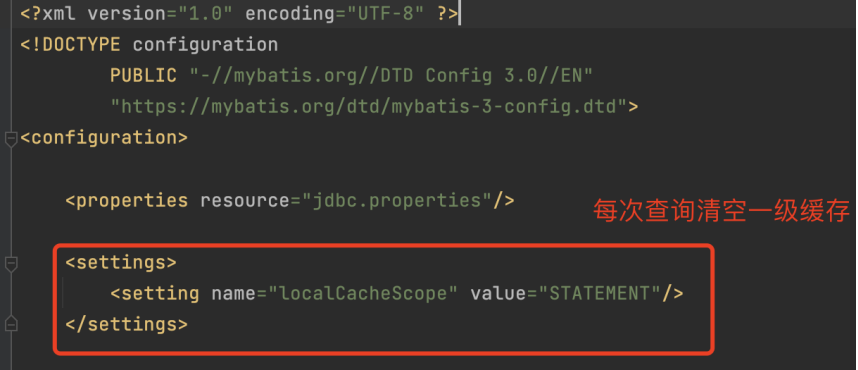 <?xml version="1.0" encoding="UTF-8" ?>
<!DOCTYPE configuration
PUBLIC "-//mybatis.org//DTD Config 3.0//EN"
"https://mybatis.org/dtd/mybatis-3-config.dtd">
<configuration>
<properties resource="jdbc.properties"/>
每次查询清空一级缓存
<settings>
<setting name="localCacheScope" value="STATEMENT"/>
</settings>